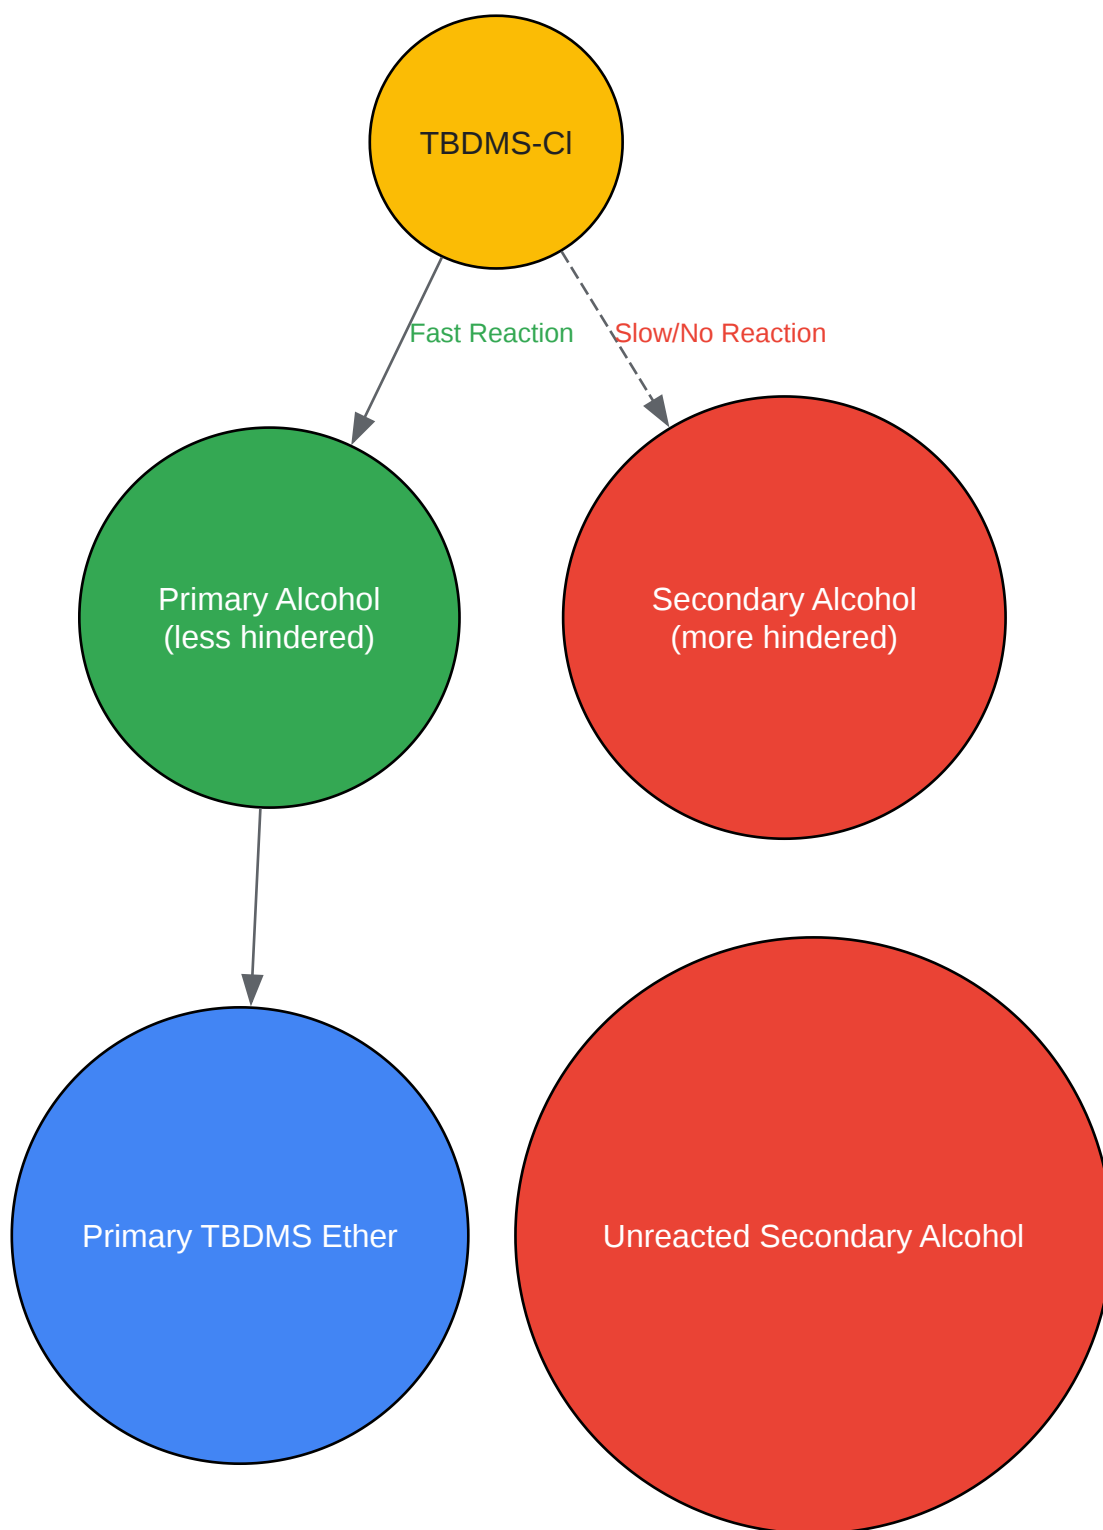 TBDMS-Cl
Fast Reaction
Slow/No Reaction
Primary Alcohol
(less hindered)
Secondary Alcohol
(more hindered)
Primary TBDMS Ether
Unreacted Secondary Alcohol